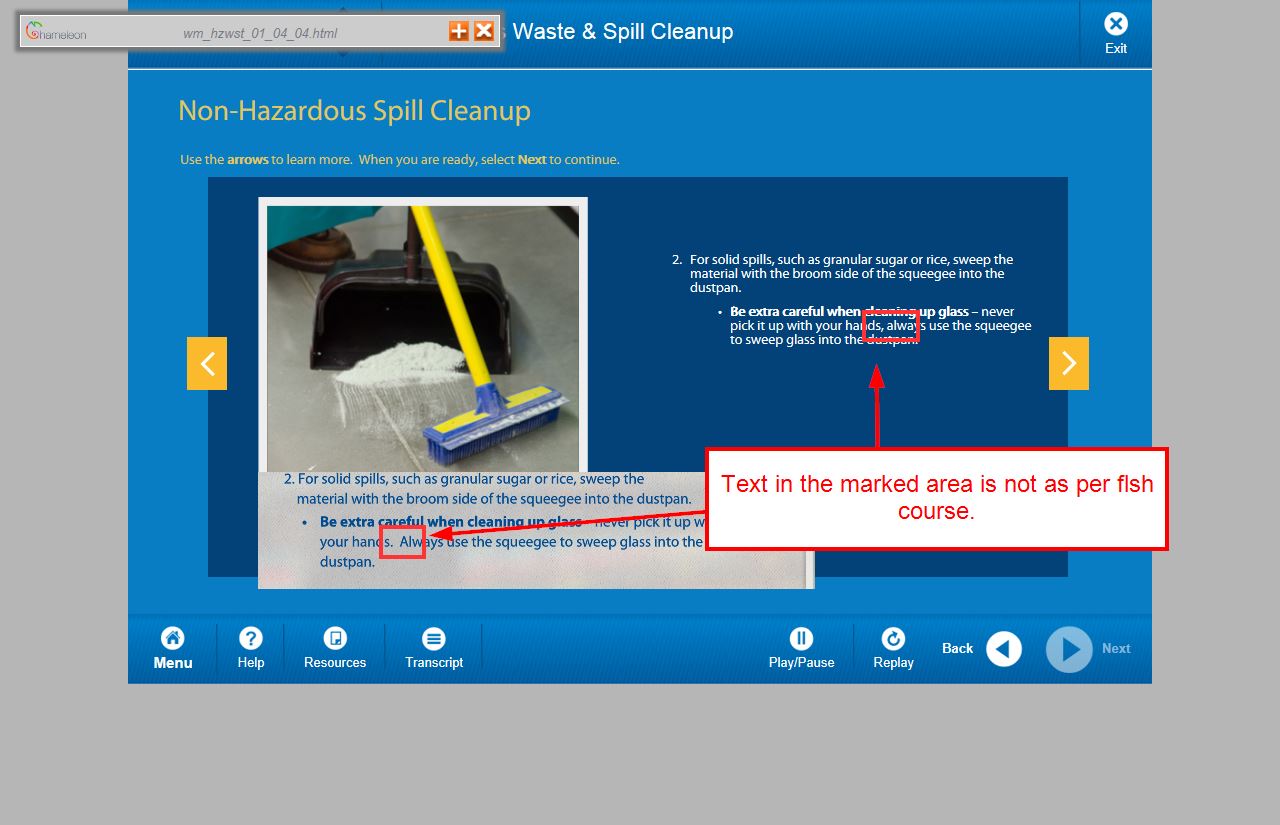 Chameleon
wm_hzwst_01_04_04.html
Waste & Spill Cleanup
Exit
Non-Hazardous Spill Cleanup
Use the arrows to learn more. When you are ready, select Next to continue.
2. For solid spills, such as granular sugar or rice, sweep the
material with the broom side of the squeegee into the
dustpan.
• Be extra careful when cleaning up glass – never
pick it up with your hands, always use the squeegee
to sweep glass into the dustpan.
Text in the marked area is not as per flsh
course.
2. For solid spills, such as granular sugar or rice, sweep the
material with the broom side of the squeegee into the dustpan.
• Be extra careful when cleaning up glass never pick it up w
your hands. Always use the squeegee to sweep glass into the
dustpan.
Menu
Help
Resources
Transcript
Play/Pause
Replay
Back
Next